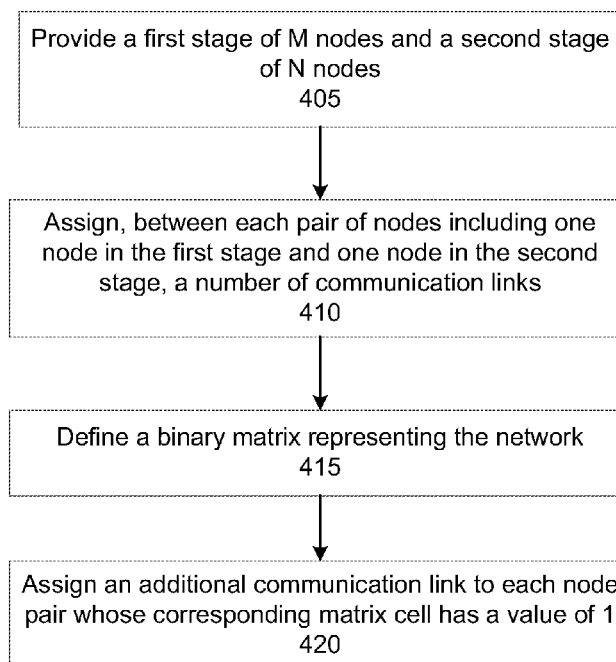 Provide a first stage of M nodes and a second stage
of N nodes
405
Assign, between each pair of nodes including one
node in the first stage and one node in the second
stage, a number of communication links
410
Define a binary matrix representing the network
415
Assign an additional communication link to each node
pair whose corresponding matrix cell has a value of 1
420